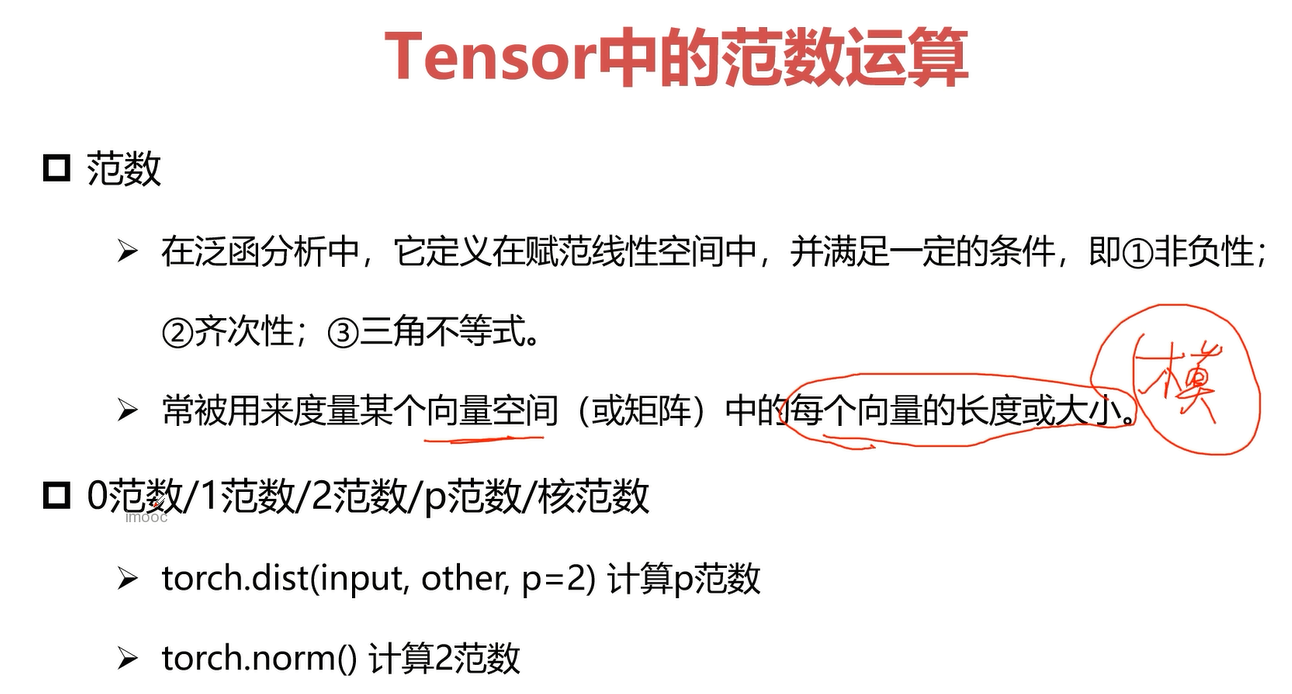 Tensor中的范数运算
范数
在泛函分析中，它定义在赋范线性空间中，并满足一定的条件，即①非负性；
②齐次性；③三角不等式。
模
常被用来度量某个向量空间（或矩阵）中的每个向量的长度或大小。
0范数/1范数/2范数/p范数/核范数
imooc
torch.dist(input, other, p=2) 计算p范数
torch.norm() 计算2范数